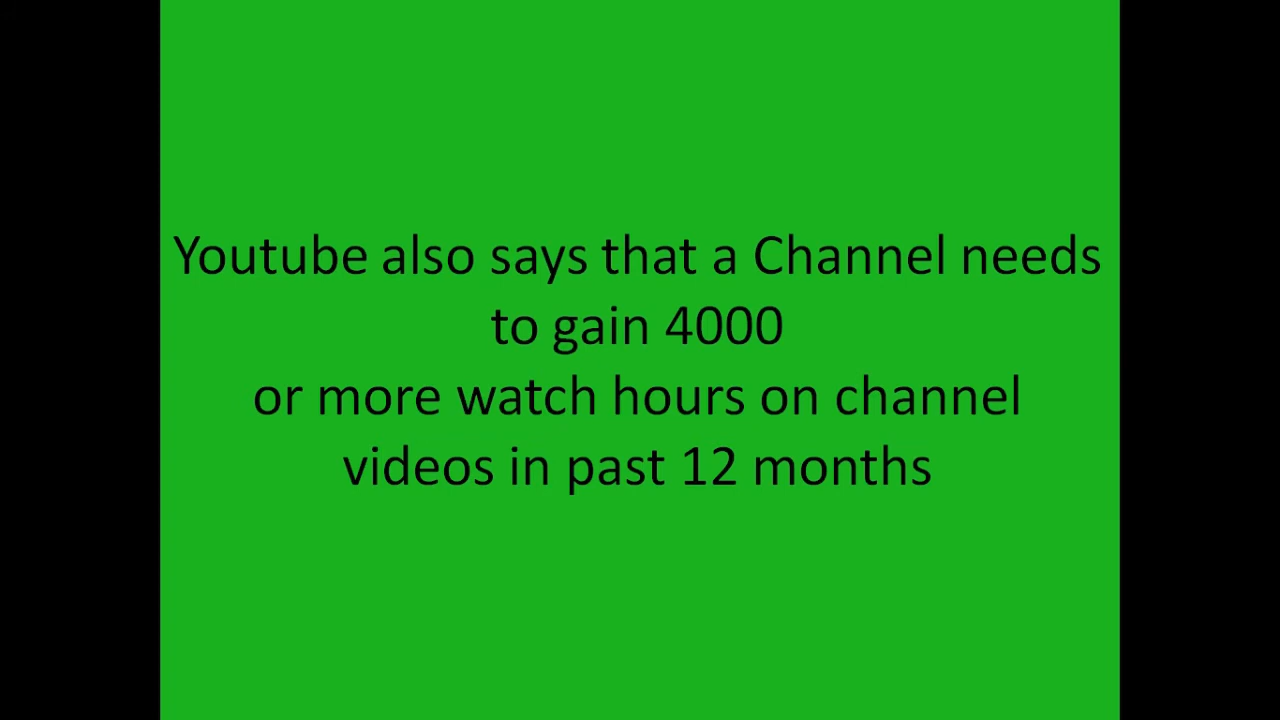 Youtube also says that a Channel needs
to gain 4000
or more watch hours on channel
videos in past 12 months